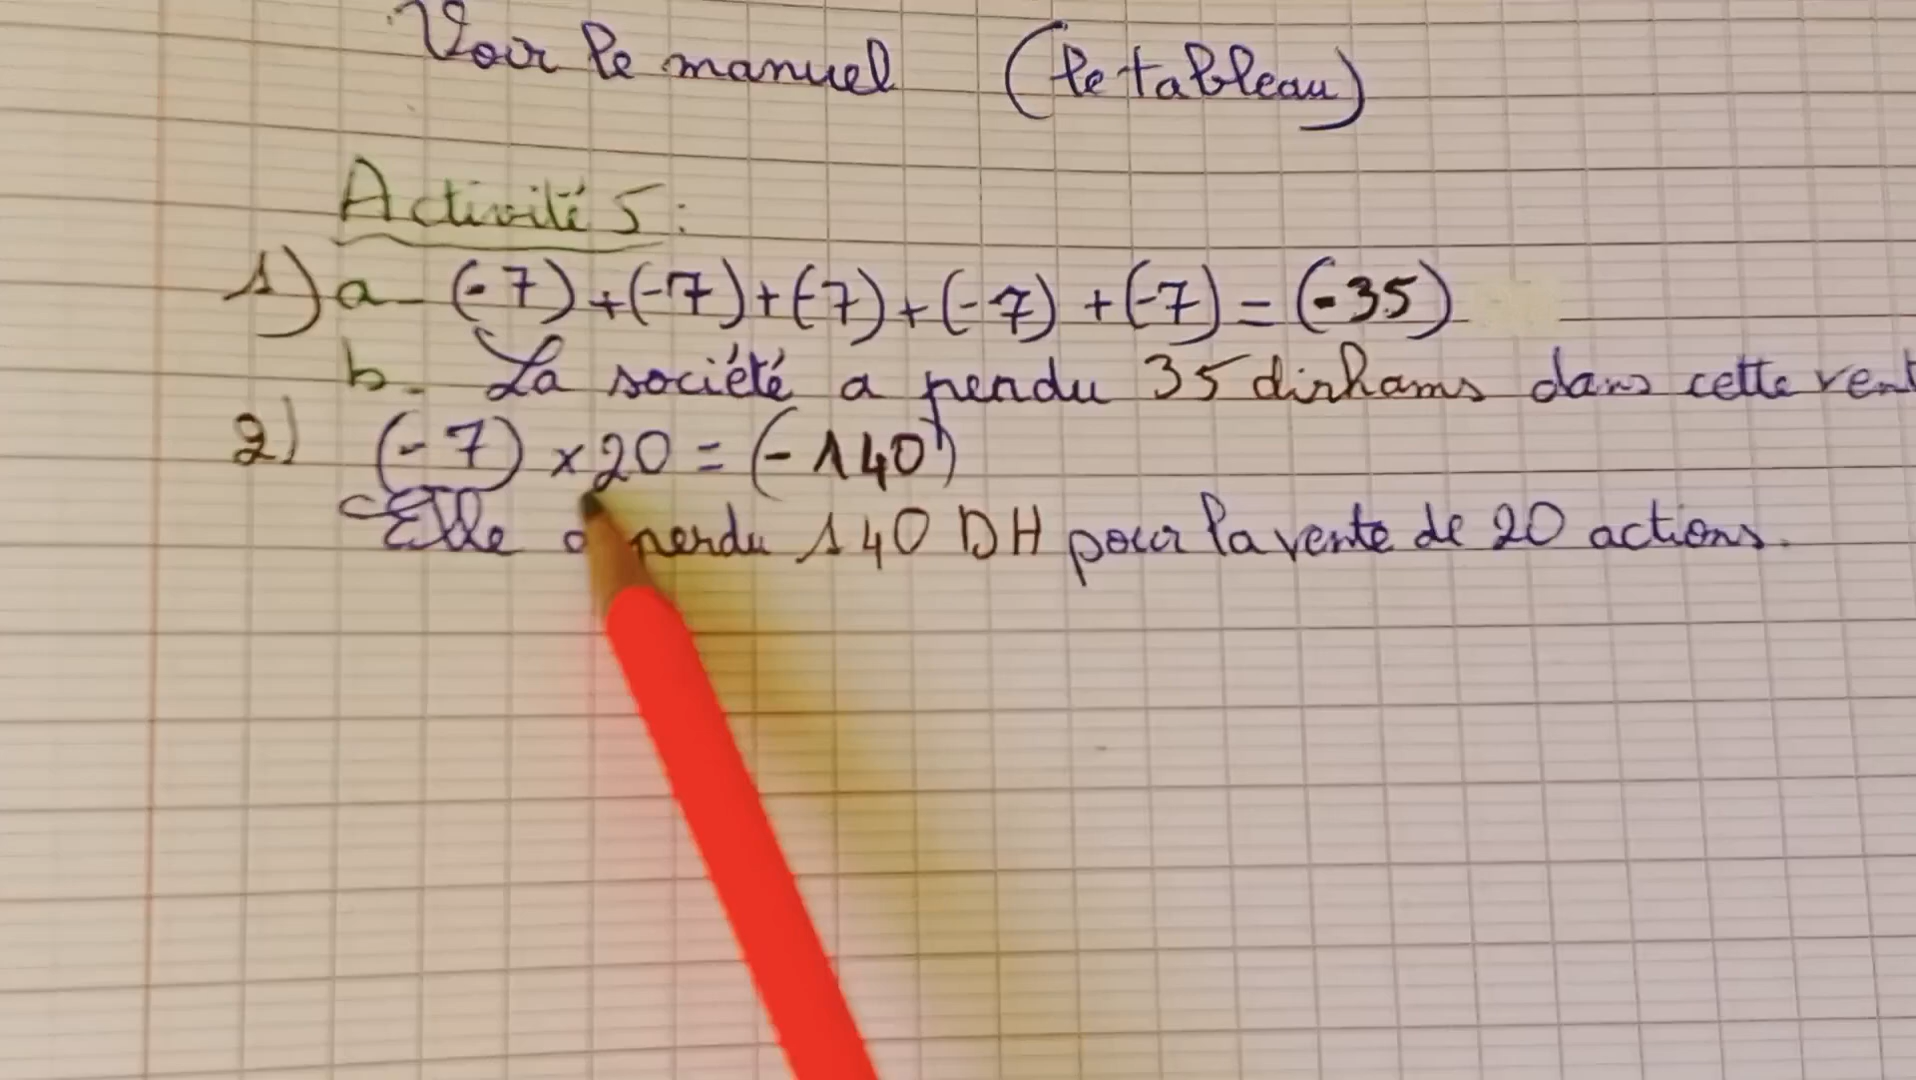 Voir le manuel (le tableau)
Activité 5 :
1) a - (-7) + (-7) + (-7) + (-7) + (-7) = (-35)
b. La société a perdu 35 dirhams dans cette vent
2) (-7) × 20 = (-140)
Elle a perdu 140 DH pour la vente de 20 actions.